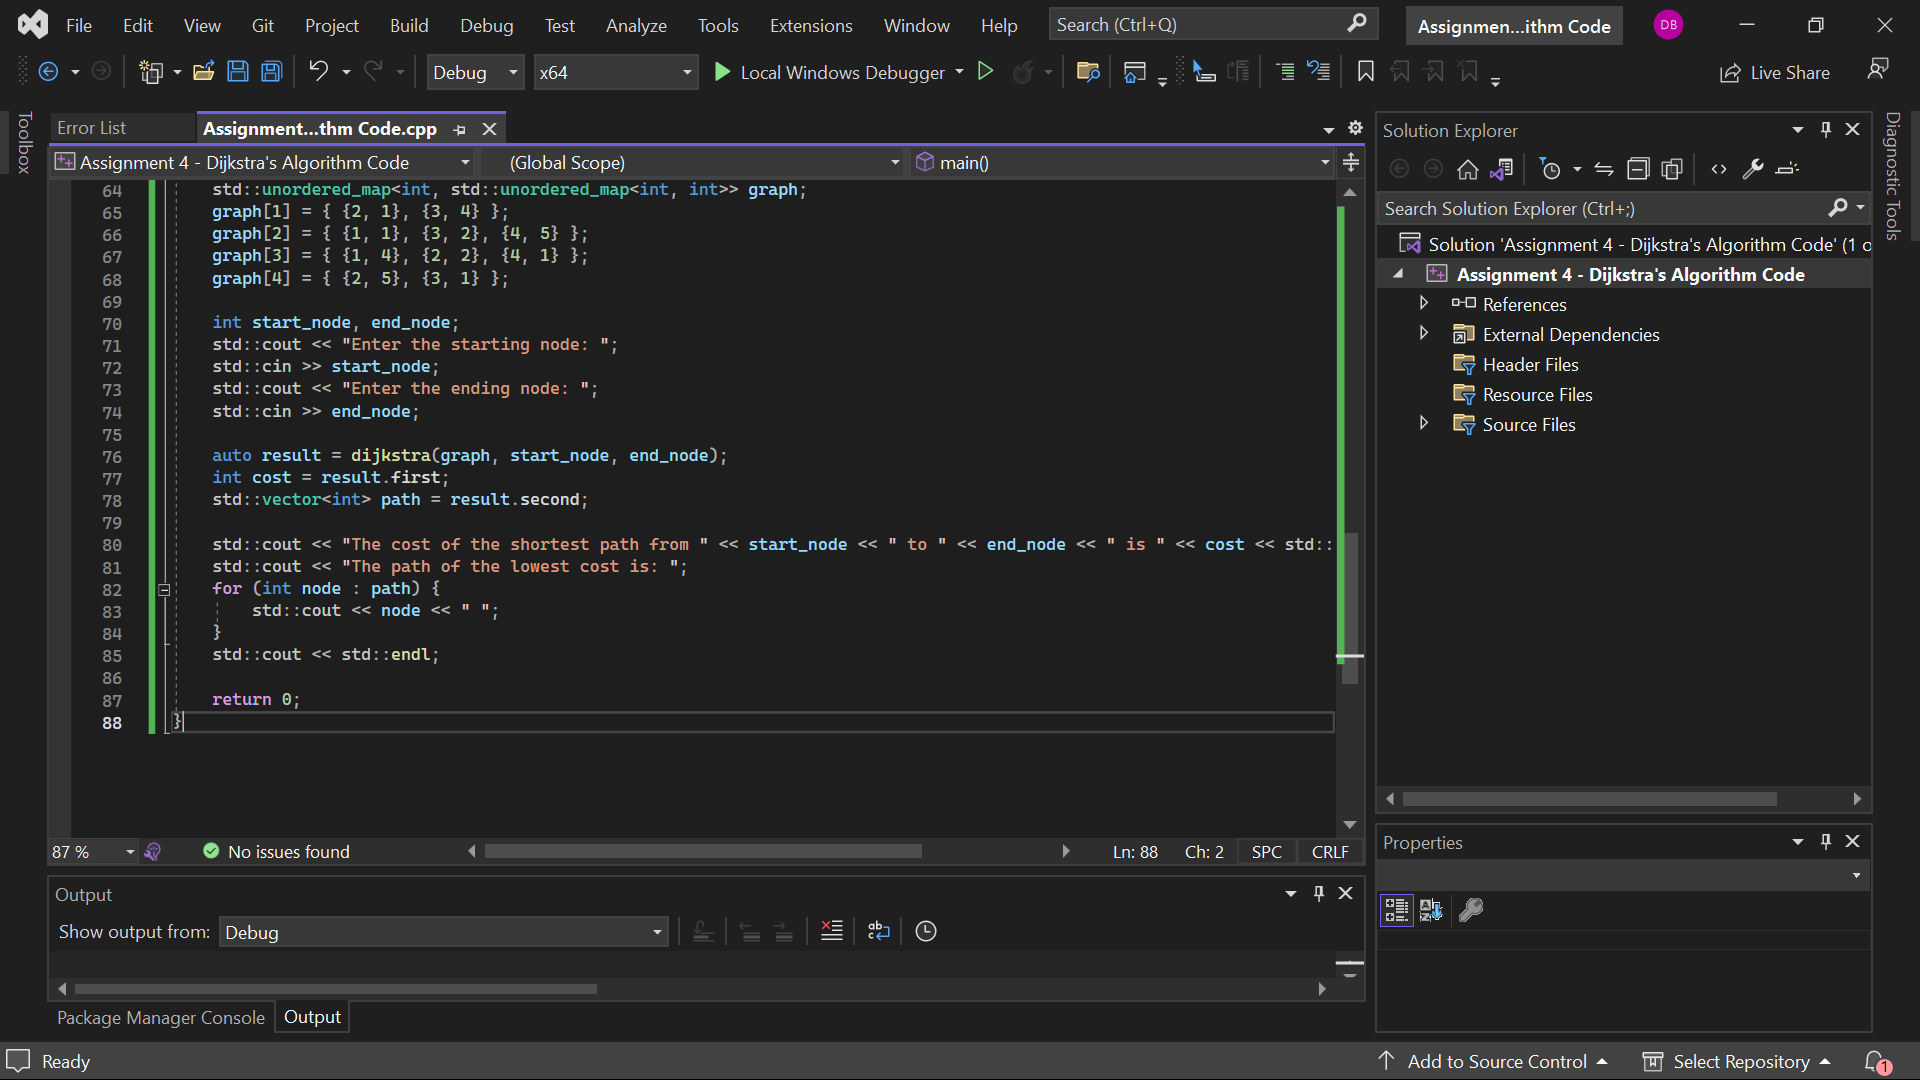 File Edit View Git Project Build Debug Test Analyze Tools Extensions Window Help Search (Ctrl+Q) Assignmen...ithm Code DB
Debug x64 Local Windows Debugger Live Share
Toolbox
Error List Assignment...thm Code.cpp
Assignment 4 - Dijkstra's Algorithm Code (Global Scope) main()
64 std::unordered_map<int, std::unordered_map<int, int>> graph;
65 graph[1] = { {2, 1}, {3, 4} };
66 graph[2] = { {1, 1}, {3, 2}, {4, 5} };
67 graph[3] = { {1, 4}, {2, 2}, {4, 1} };
68 graph[4] = { {2, 5}, {3, 1} };
69
70 int start_node, end_node;
71 std::cout << "Enter the starting node: ";
72 std::cin >> start_node;
73 std::cout << "Enter the ending node: ";
74 std::cin >> end_node;
75
76 auto result = dijkstra(graph, start_node, end_node);
77 int cost = result.first;
78 std::vector<int> path = result.second;
79
80 std::cout << "The cost of the shortest path from " << start_node << " to " << end_node << " is " << cost << std::
81 std::cout << "The path of the lowest cost is: ";
82 for (int node : path) {
83 std::cout << node << " ";
84 }
85 std::cout << std::endl;
86
87 return 0;
88 }
87 % No issues found Ln: 88 Ch: 2 SPC CRLF
Output
Show output from: Debug
Package Manager Console Output
Solution Explorer
Search Solution Explorer (Ctrl+;)
Solution 'Assignment 4 - Dijkstra's Algorithm Code' (1 o
Assignment 4 - Dijkstra's Algorithm Code
References
External Dependencies
Header Files
Resource Files
Source Files
Properties
Diagnostic Tools
Ready Add to Source Control Select Repository 1